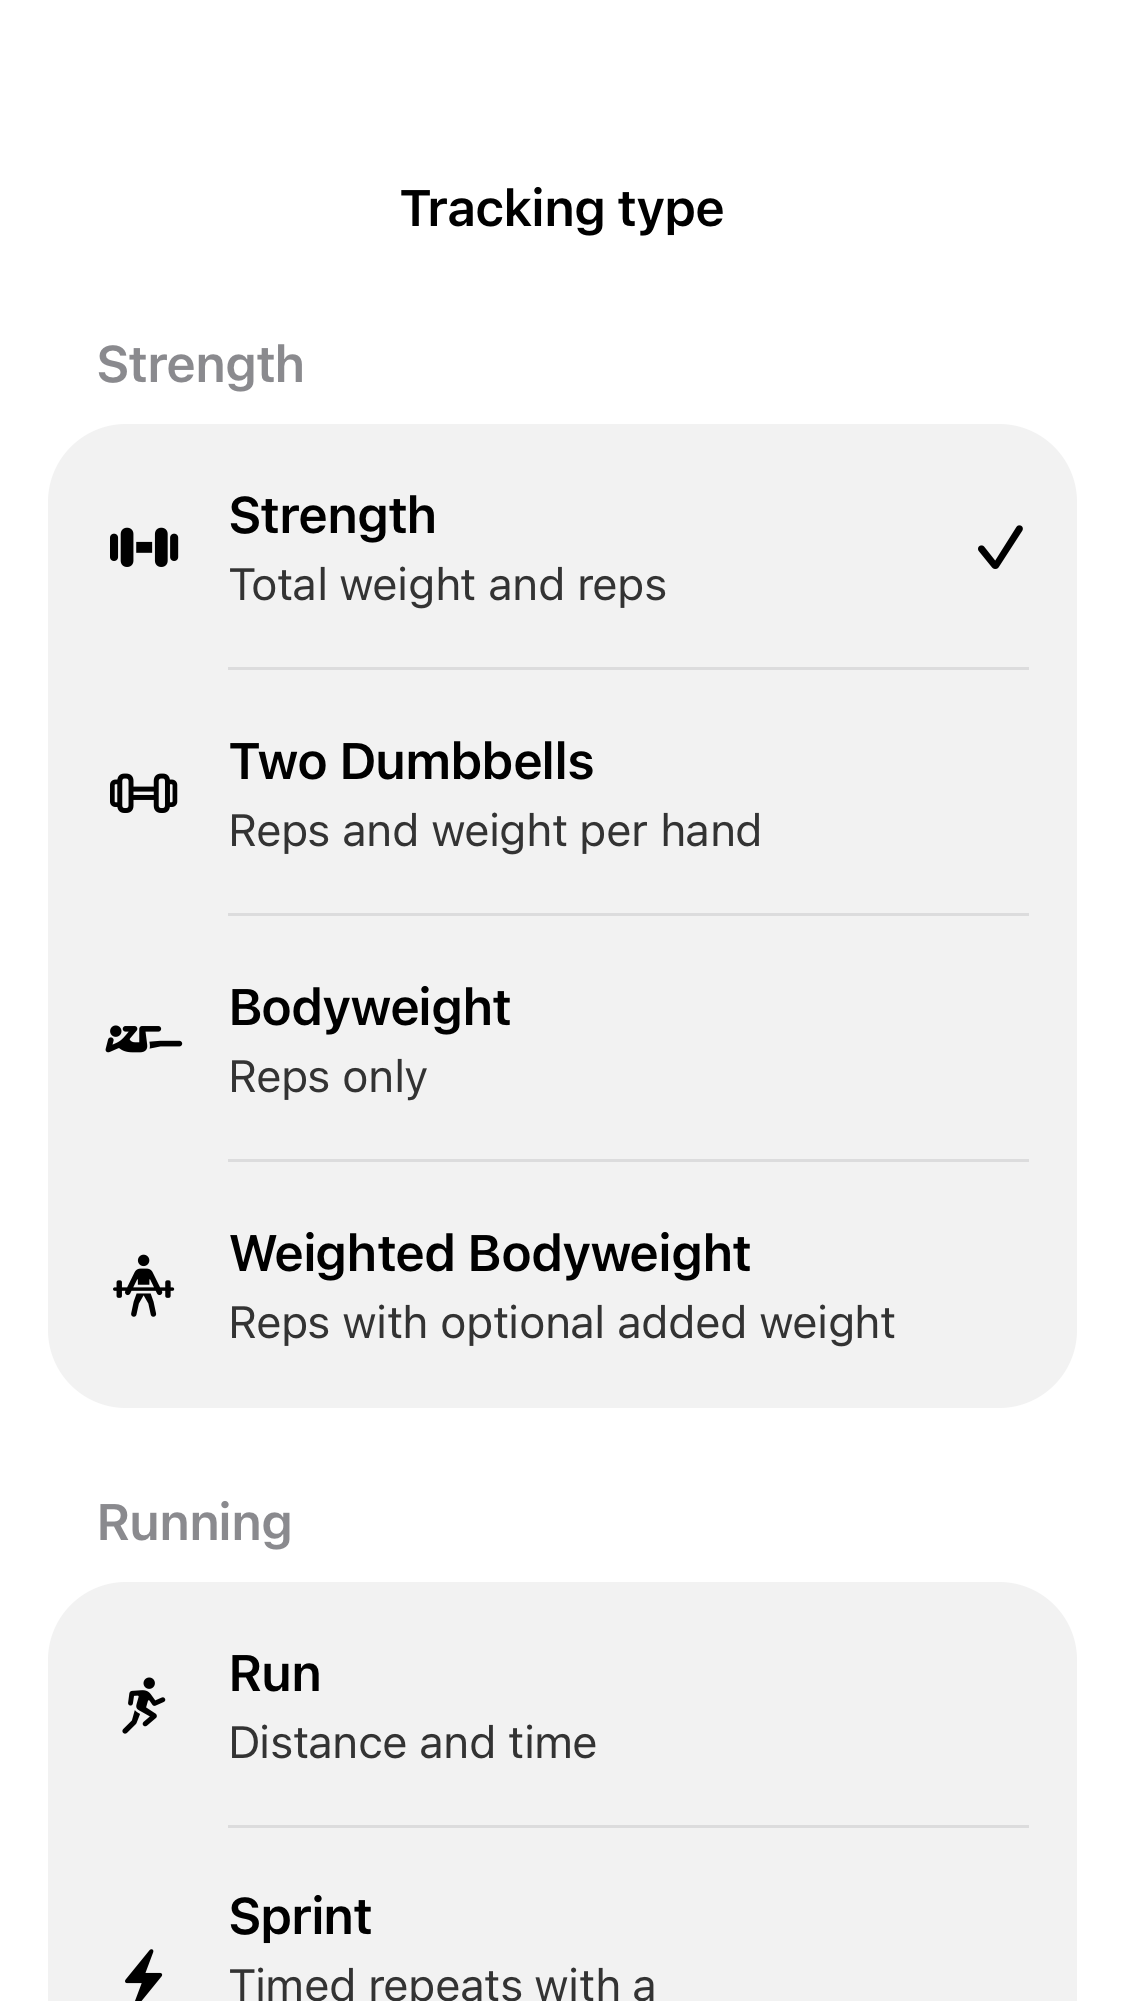 Tracking type
Strength
Strength
Total weight and reps
Two Dumbbells
Reps and weight per hand
Bodyweight
Reps only
Weighted Bodyweight
Reps with optional added weight
Running
Run
Distance and time
Sprint
Timed repeats with a